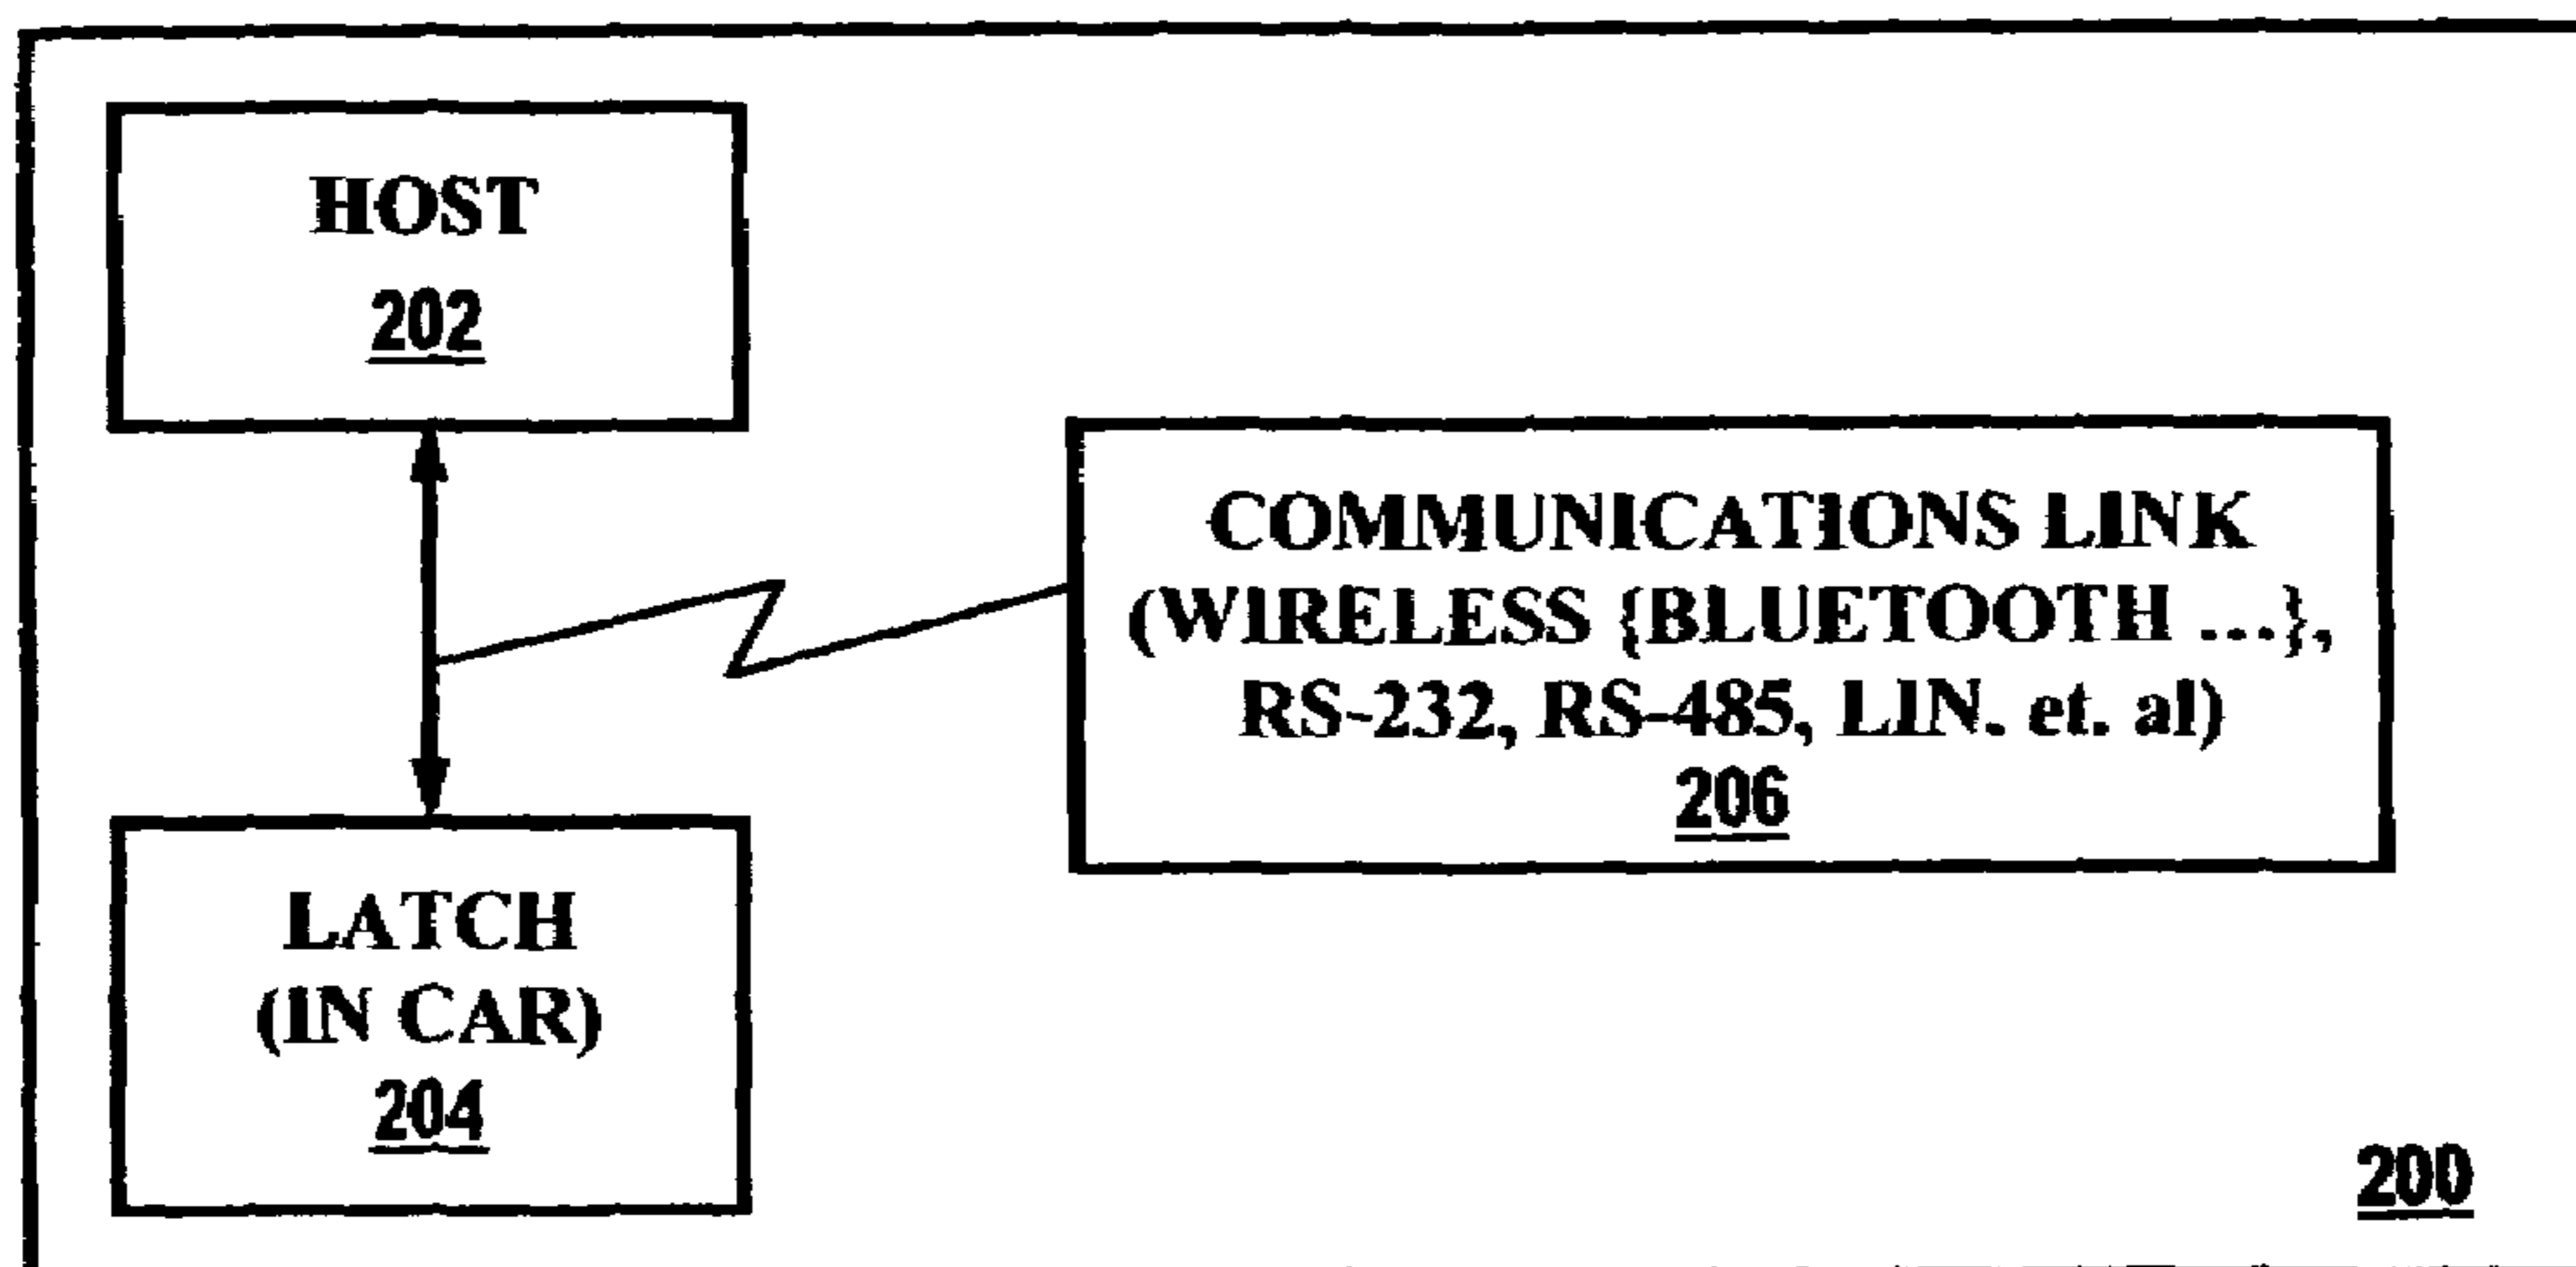 HOST
202
COMMUNICATIONS LINK
(WIRELESS {BLUETOOTH ...},
RS-232, RS-485, LIN. et. al)
206
LATCH
(IN CAR)
204
200